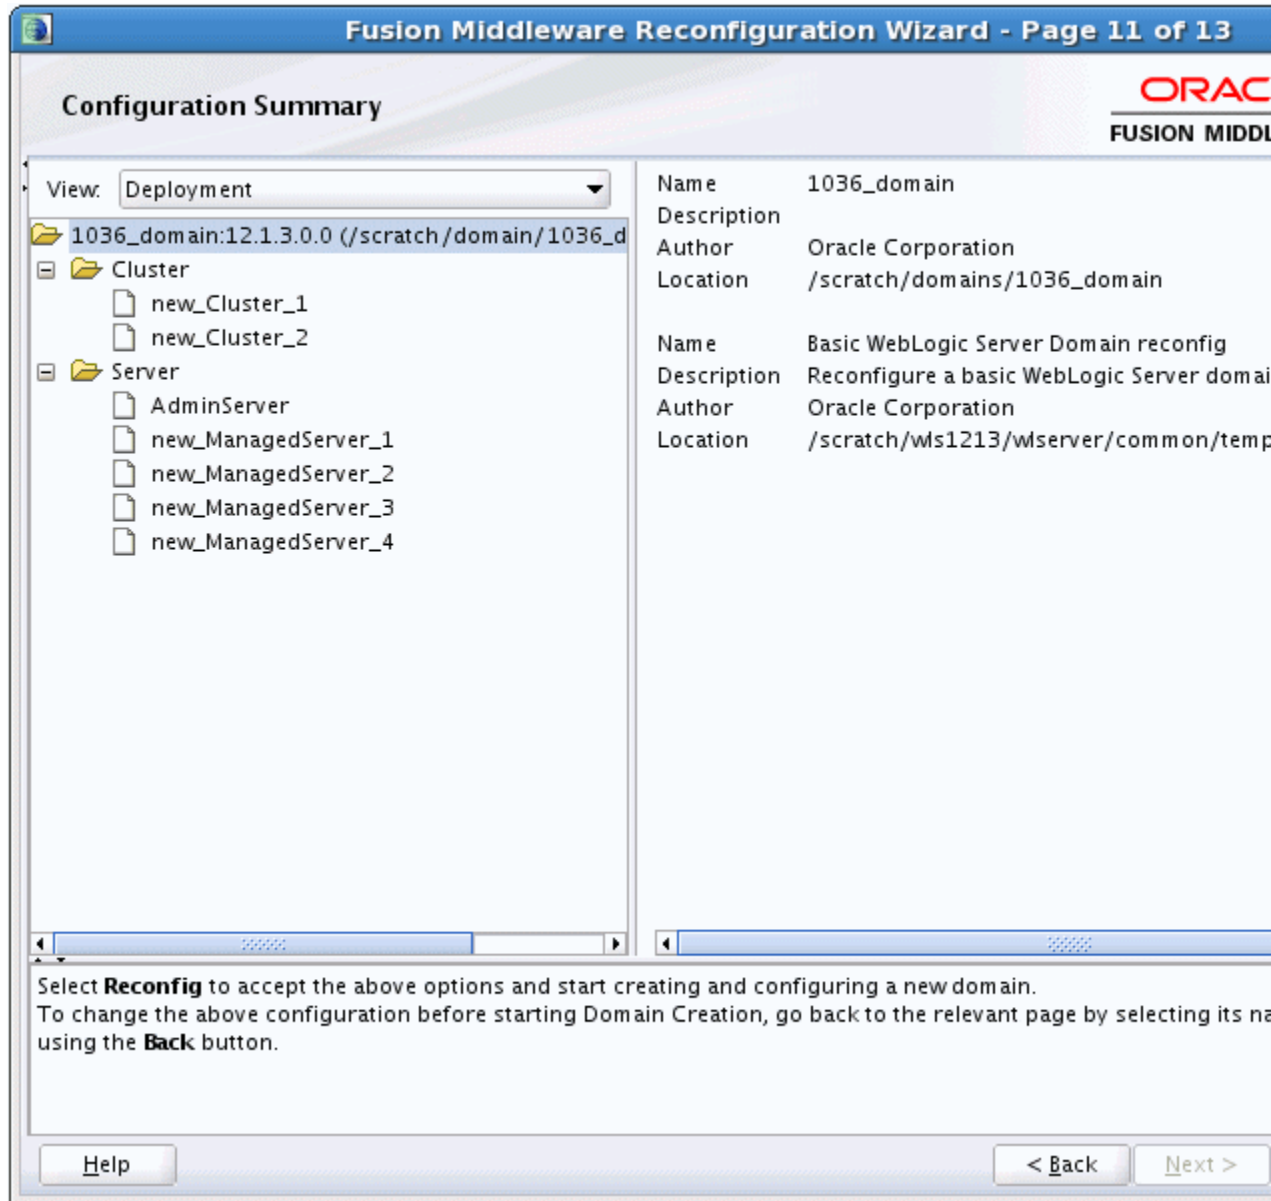 Fusion Middleware Reconfiguration Wizard - Page 11 of 13
Configuration Summary
ORAC
FUSION MIDDL
View: Deployment
1036_domain:12.1.3.0.0 (/scratch/domain/1036_d
Cluster
new_Cluster_1
new_Cluster_2
Server
AdminServer
new_ManagedServer_1
new_ManagedServer_2
new_ManagedServer_3
new_ManagedServer_4
Name 1036_domain
Description
Author Oracle Corporation
Location /scratch/domains/1036_domain
Name Basic WebLogic Server Domain reconfig
Description Reconfigure a basic WebLogic Server domai
Author Oracle Corporation
Location /scratch/wls1213/wlserver/common/temp
Select Reconfig to accept the above options and start creating and configuring a new domain.
To change the above configuration before starting Domain Creation, go back to the relevant page by selecting its na
using the Back button.
Help
< Back
Next >